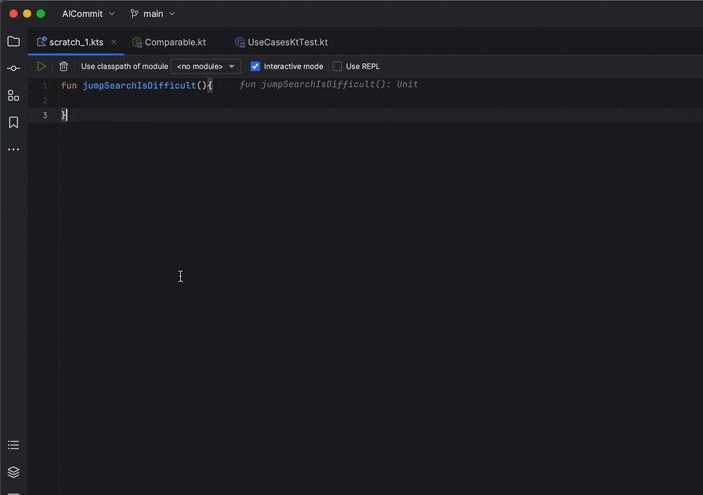 AICommit main
scratch_1.kts Comparable.kt UseCasesKtTest.kt
Use classpath of module <no module> Interactive mode Use REPL
1 fun jumpSearchIsDifficult(){ fun jumpSearchIsDifficult(): Unit
2
3 }